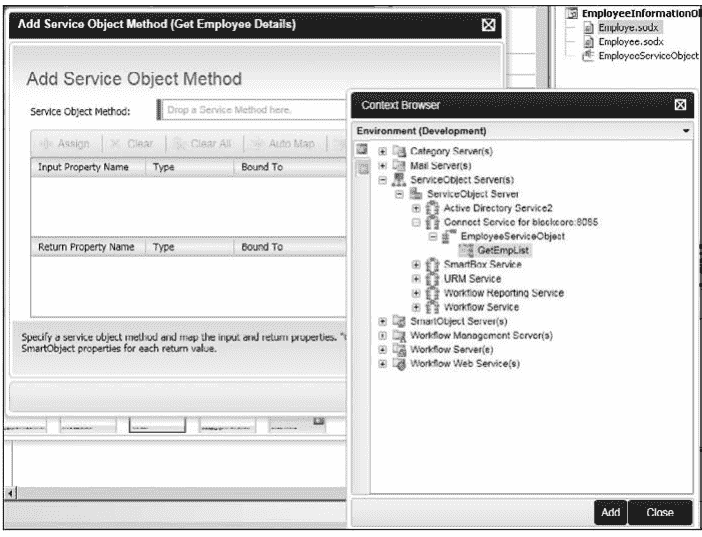 Add Service Object Method (Get Employee Details)
Add Service Object Method
Service Object Method:
Drop a Service Method here.
Assign
Clear
Clear All
Auto Map
Input Property Name
Type
Bound To
Return Property Name
Type
Bound To
Specify a service object method and map the input and return properties.
SmartObject properties for each return value.
Context Browser
Environment (Development)
Category Server(s)
Mail Server(s)
ServiceObject Server(s)
ServiceObject Server
Active Directory Service2
Connect Service for blackcore:8085
EmployeeServiceObject
GetEmpList
SmartBox Service
URM Service
Workflow Reporting Service
Workflow Service
SmartObject Server(s)
Workflow Management Server(s)
Workflow Server(s)
Workflow Web Service(s)
Add
Close
EmployeeInformationOl
Employe.sodx
Employee.sodx
EmployeeServiceObject